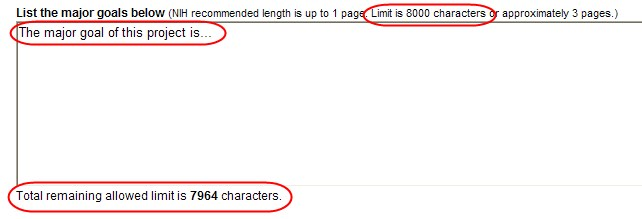 List the major goals below (NIH recommended length is up to 1 page. Limit is 8000 characters or approximately 3 pages.)
The major goal of this project is...
Total remaining allowed limit is 7964 characters.